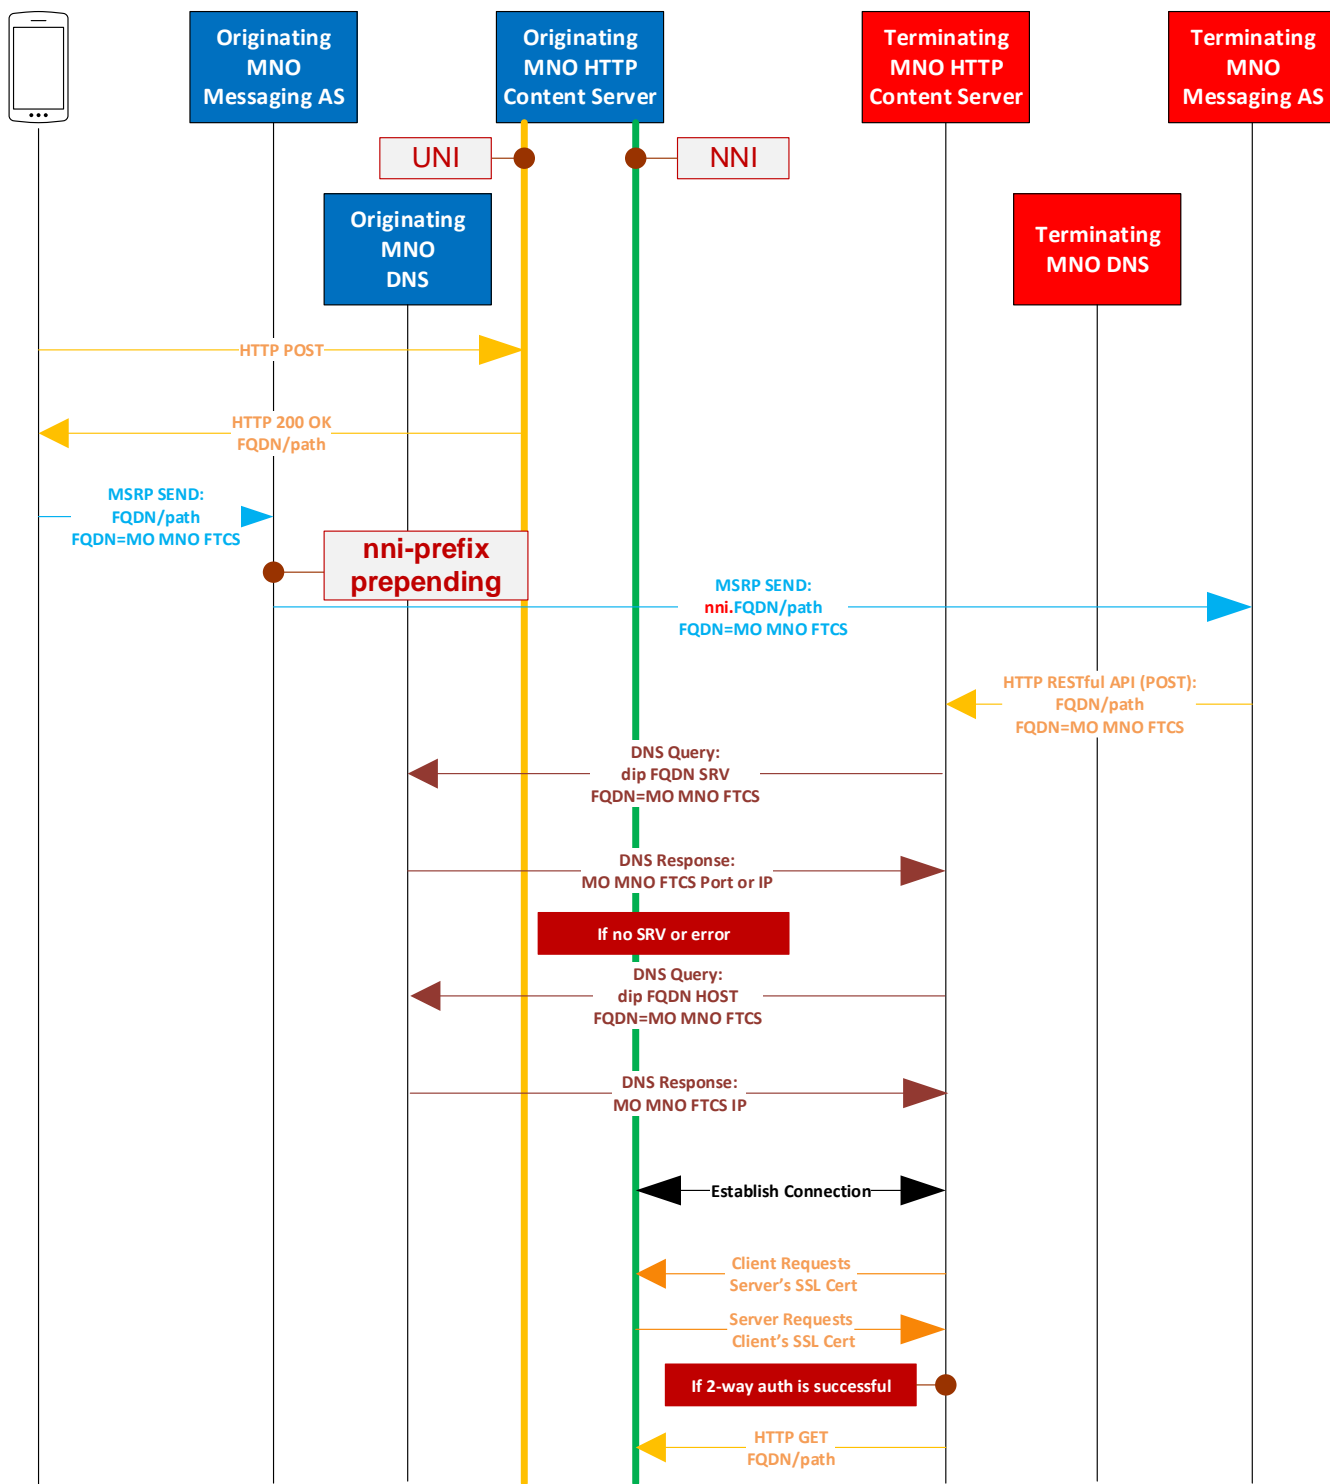 Originating
MNO
Messaging AS
Originating
MNO HTTP
Content Server
Terminating
MNO HTTP
Content Server
Terminating
MNO
Messaging AS
UNI
NNI
Originating
MNO
DNS
Terminating
MNO DNS
HTTP POST
HTTP 200 OK
FQDN/path
MSRP SEND:
FQDN/path
FQDN=MO MNO FTCS
nni-prefix
prepending
MSRP SEND:
nni.FQDN/path
FQDN=MO MNO FTCS
HTTP RESTful API (POST):
FQDN/path
FQDN=MO MNO FTCS
DNS Query:
dip FQDN SRV
FQDN=MO MNO FTCS
DNS Response:
MO MNO FTCS Port or IP
If no SRV or error
DNS Query:
dip FQDN HOST
FQDN=MO MNO FTCS
DNS Response:
MO MNO FTCS IP
Establish Connection
Client Requests
Server's SSL Cert
Server Requests
Client's SSL Cert
If 2-way auth is successful
HTTP GET
FQDN/path